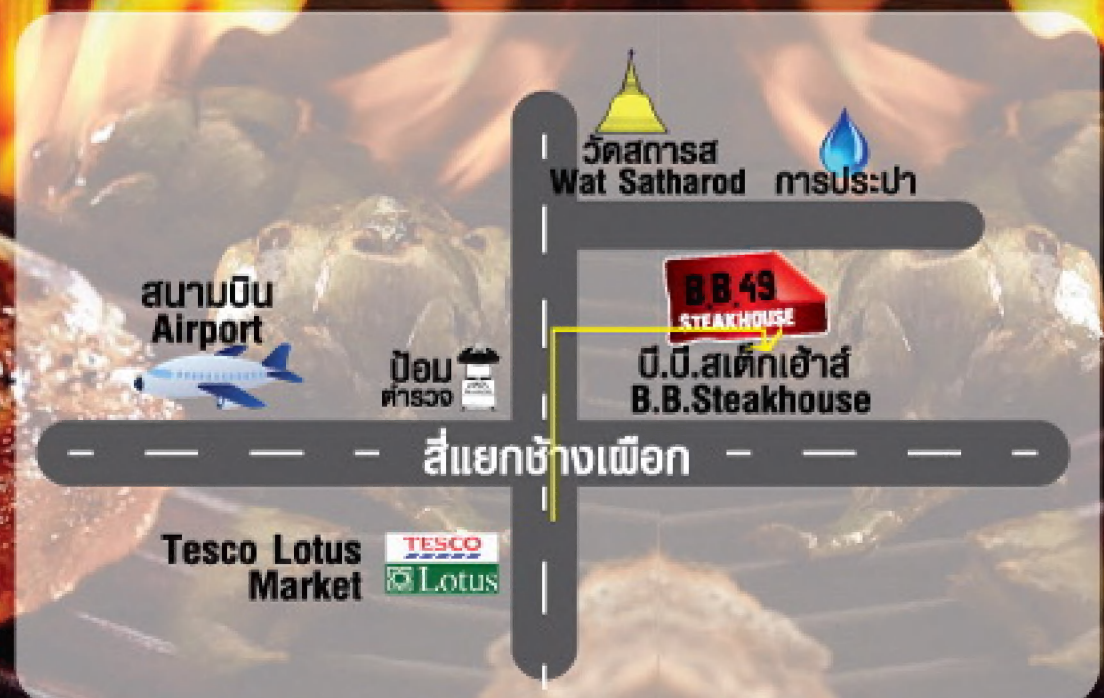 วัดสถารส
Wat Satharod
การประปา
สนามบิน
Airport
B.B.49
STEAKHOUSE
ป้อม
ตำรวจ
บี.บี.สเต็กเฮ้าส์
B.B.Steakhouse
สี่แยกช้างเผือก
Tesco Lotus
Market
TESCO
Lotus